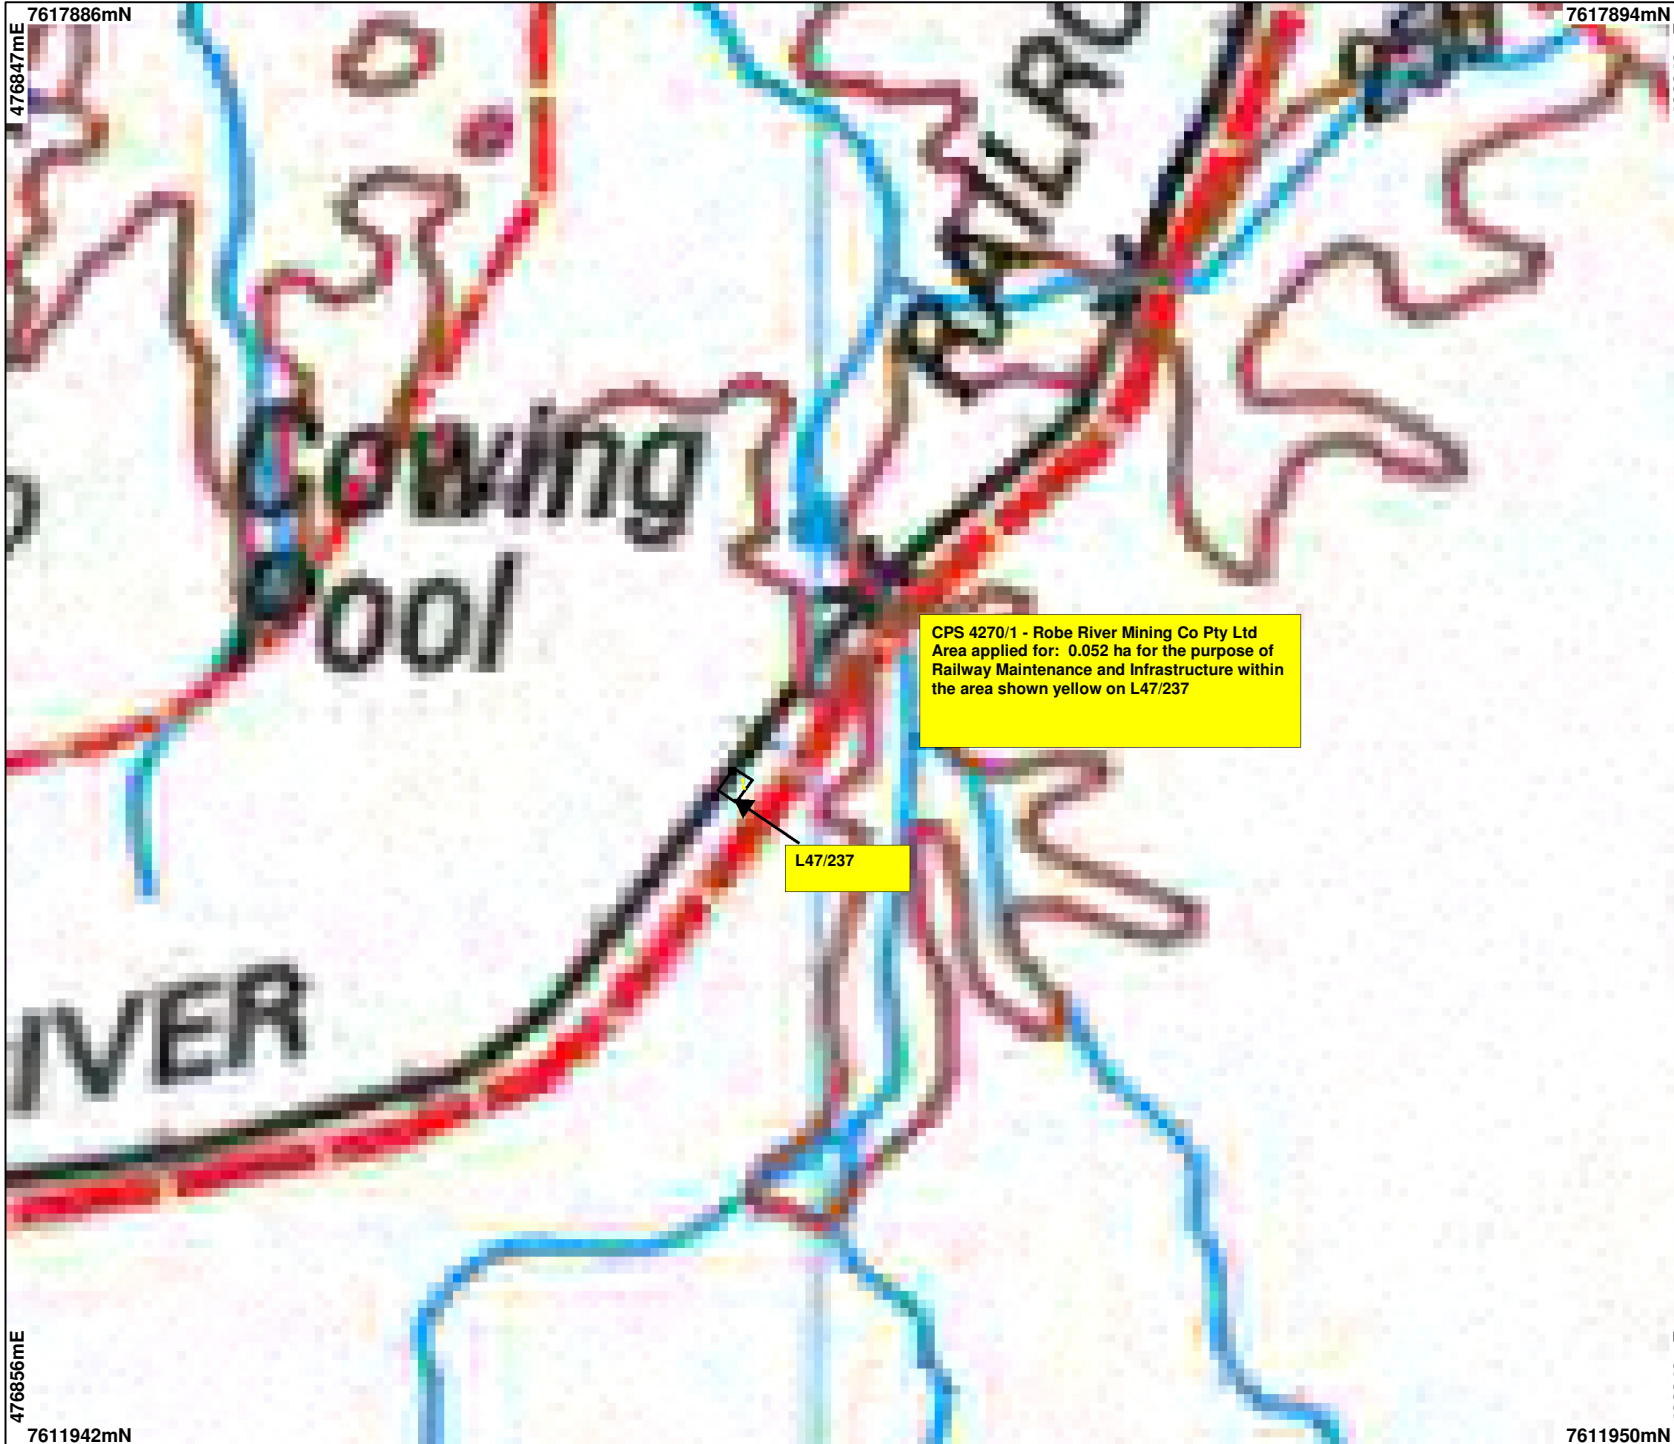 7617886mN
7617894mN
476847mE
RAILRO
Cowing
ool
CPS 4270/1 - Robe River Mining Co Pty Ltd
Area applied for: 0.052 ha for the purpose of
Railway Maintenance and Infrastructure within
the area shown yellow on L47/237
L47/237
IVER
476856mE
7611942mN
7611950mN